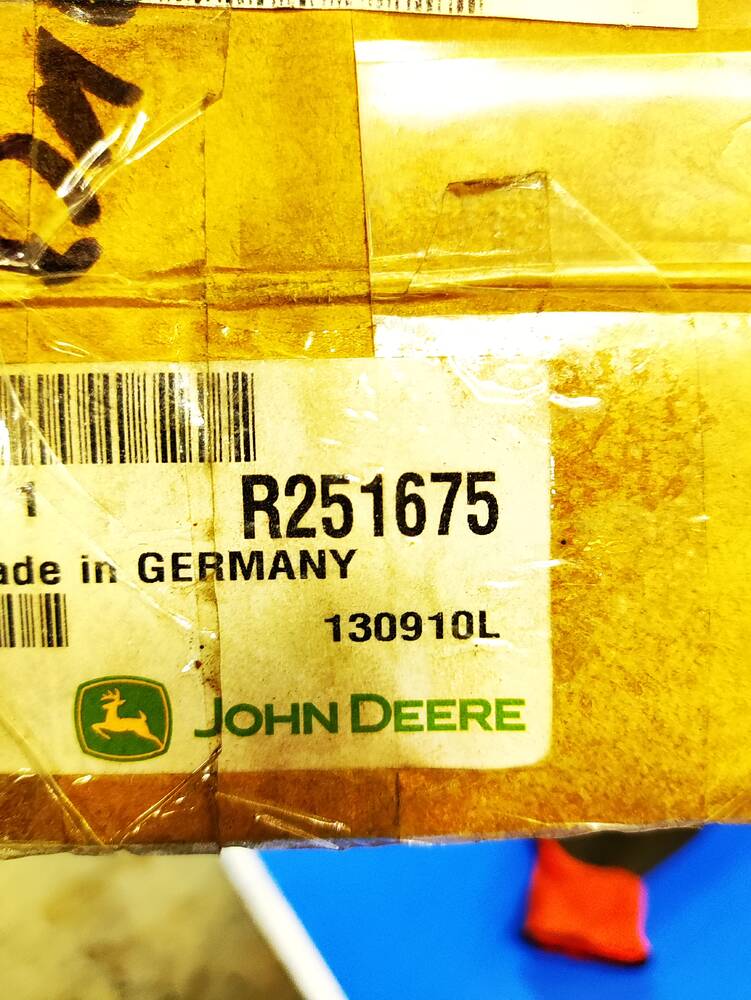 1
R251675
ade in GERMANY
130910L
JOHN DEERE